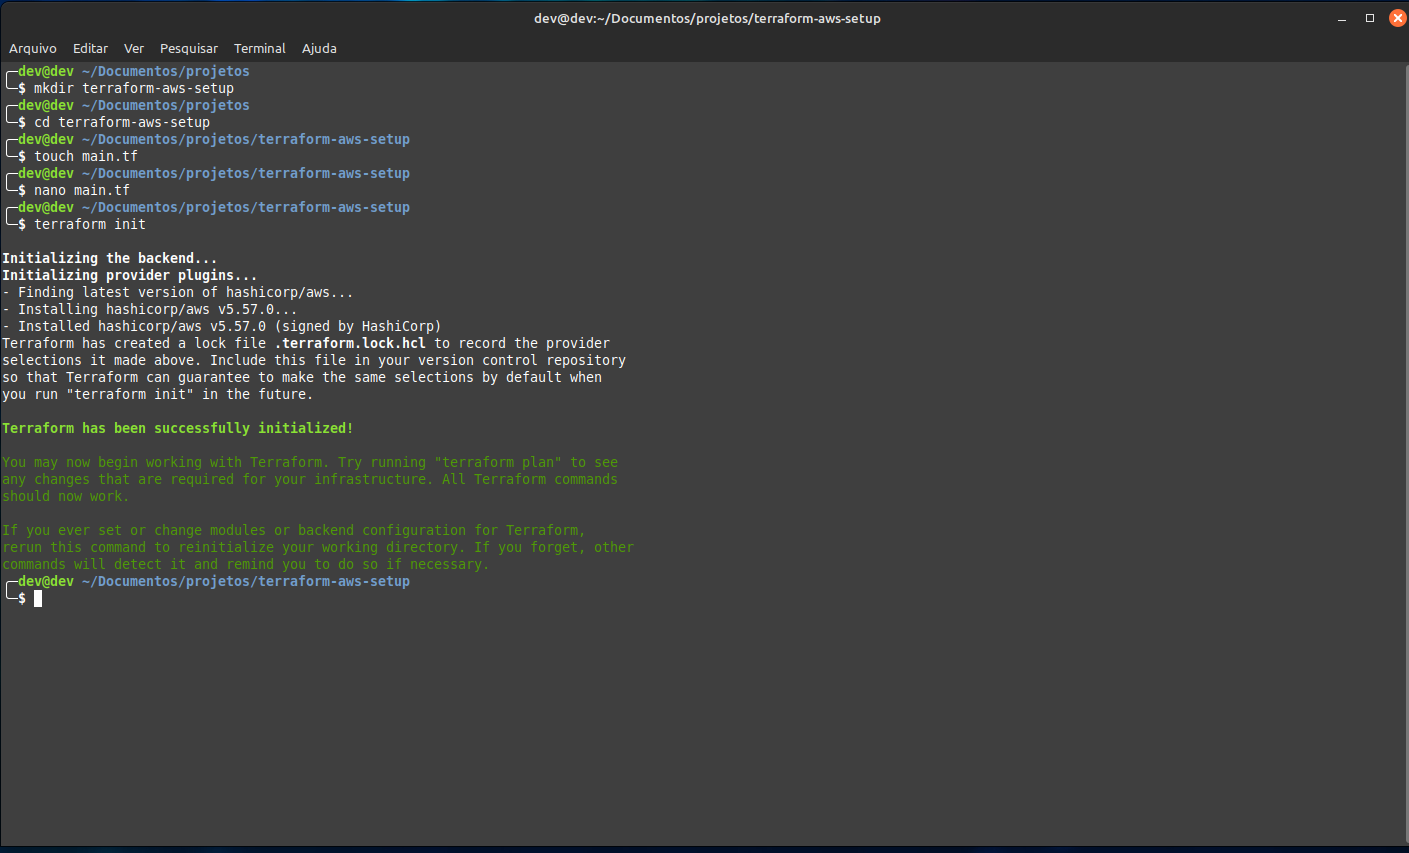 dev@dev:~/Documentos/projetos/terraform-aws-setup
Arquivo Editar Ver Pesquisar Terminal Ajuda
dev@dev ~/Documentos/projetos
$ mkdir terraform-aws-setup
dev@dev ~/Documentos/projetos
$ cd terraform-aws-setup
dev@dev ~/Documentos/projetos/terraform-aws-setup
$ touch main.tf
dev@dev ~/Documentos/projetos/terraform-aws-setup
$ nano main.tf
dev@dev ~/Documentos/projetos/terraform-aws-setup
$ terraform init
Initializing the backend...
Initializing provider plugins...
- Finding latest version of hashicorp/aws...
- Installing hashicorp/aws v5.57.0...
- Installed hashicorp/aws v5.57.0 (signed by HashiCorp)
Terraform has created a lock file .terraform.lock.hcl to record the provider
selections it made above. Include this file in your version control repository
so that Terraform can guarantee to make the same selections by default when
you run "terraform init" in the future.
Terraform has been successfully initialized!
You may now begin working with Terraform. Try running "terraform plan" to see
any changes that are required for your infrastructure. All Terraform commands
should now work.
If you ever set or change modules or backend configuration for Terraform,
rerun this command to reinitialize your working directory. If you forget, other
commands will detect it and remind you to do so if necessary.
dev@dev ~/Documentos/projetos/terraform-aws-setup
$